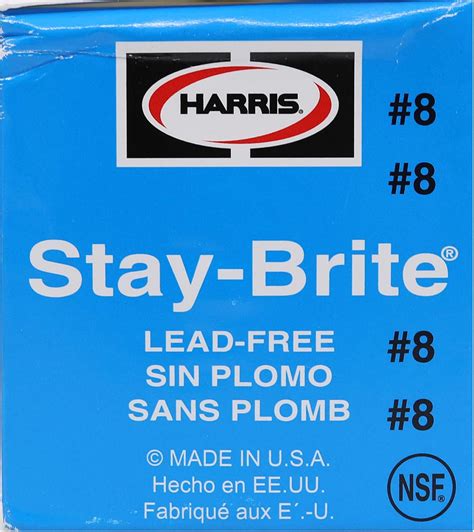 HARRIS®
#8
#8
Stay-Brite®
LEAD-FREE #8
SIN PLOMO
SANS PLOMB #8
© MADE IN U.S.A.
Hecho en EE.UU.
Fabriqué aux E´.-U.
NSF®